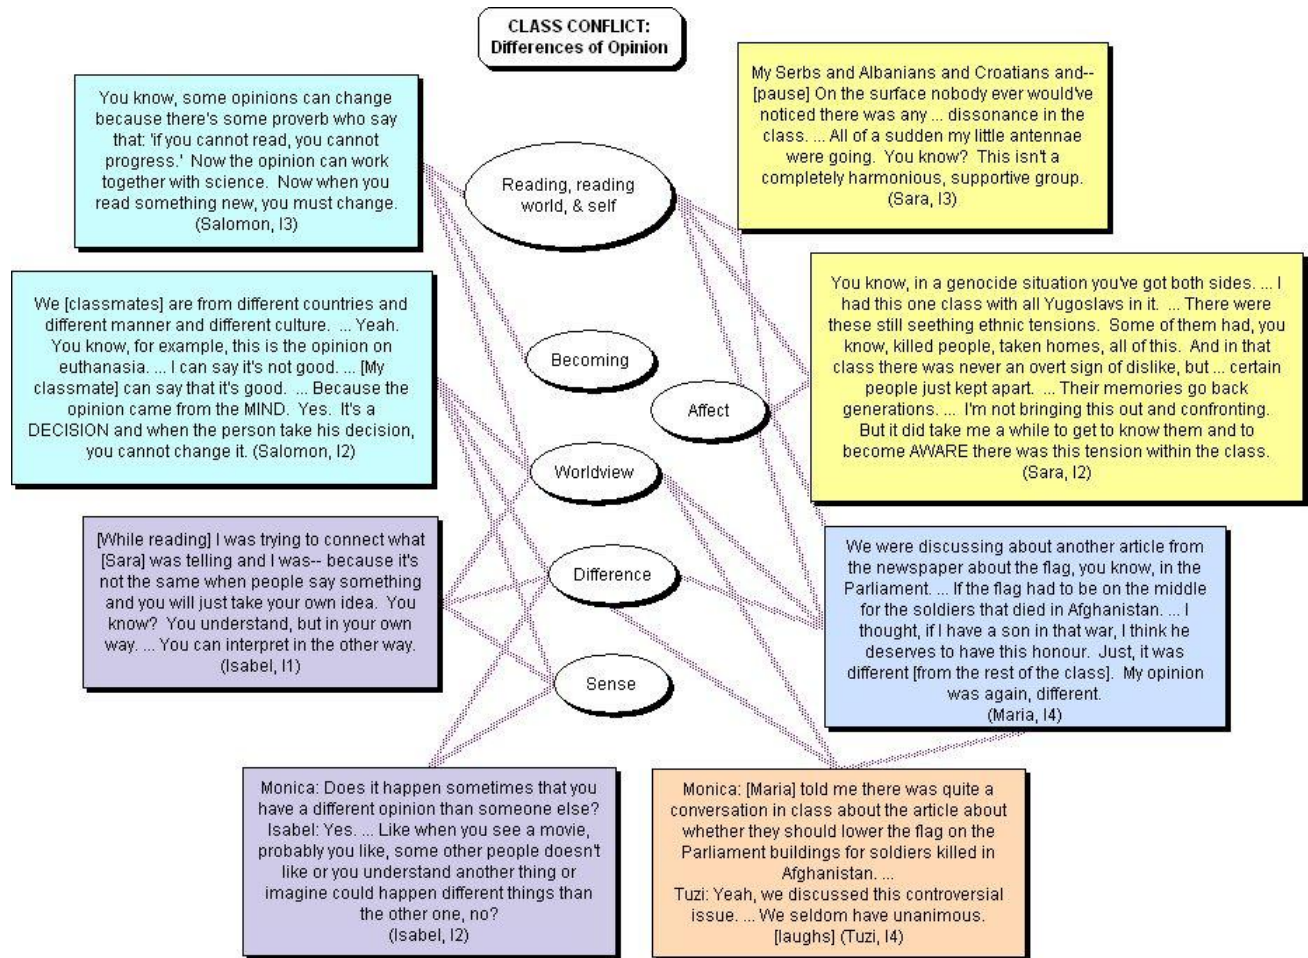 CLASS CONFLICT:
Differences of Opinion
You know, some opinions can change
because there's some proverb who say
that: 'if you cannot read, you cannot
progress.' Now the opinion can work
together with science. Now when you
read something new, you must change.
(Salomon, I3)
My Serbs and Albanians and Croatians and--
[pause] On the surface nobody ever would've
noticed there was any ... dissonance in the
class. ... All of a sudden my little antennae
were going. You know? This isn't a
completely harmonious, supportive group.
(Sara, I3)
Reading, reading
world, & self
We [classmates] are from different countries and
different manner and different culture. ... Yeah.
You know, for example, this is the opinion on
euthanasia. ... I can say it's not good. ... [My
classmate] can say that it's good. ... Because the
opinion came from the MIND. Yes. It's a
DECISION and when the person take his decision,
you cannot change it. (Salomon, I2)
You know, in a genocide situation you've got both sides. ... I
had this one class with all Yugoslavs in it. ... There were
these still seething ethnic tensions. Some of them had, you
know, killed people, taken homes, all of this. And in that
class there was never an overt sign of dislike, but ... certain
people just kept apart. ... Their memories go back
generations. ... I'm not bringing this out and confronting.
But it did take me a while to get to know them and to
become AWARE there was this tension within the class.
(Sara, I2)
Becoming
Affect
Worldview
[While reading] I was trying to connect what
[Sara] was telling and I was-- because it's
not the same when people say something
and you will just take your own idea. You
know? You understand, but in your own
way. ... You can interpret in the other way.
(Isabel, I1)
Difference
We were discussing about another article from
the newspaper about the flag, you know, in the
Parliament. ... If the flag had to be on the middle
for the soldiers that died in Afghanistan. ... I
thought, if I have a son in that war, I think he
deserves to have this honour. Just, it was
different [from the rest of the class]. My opinion
was again, different.
(Maria, I4)
Sense
Monica: Does it happen sometimes that you
have a different opinion than someone else?
Isabel: Yes. ... Like when you see a movie,
probably you like, some other people doesn't
like or you understand another thing or
imagine could happen different things than
the other one, no?
(Isabel, I2)
Monica: [Maria] told me there was quite a
conversation in class about the article about
whether they should lower the flag on the
Parliament buildings for soldiers killed in
Afghanistan. ...
Tuzi: Yeah, we discussed this controversial
issue. ... We seldom have unanimous.
[laughs] (Tuzi, I4)